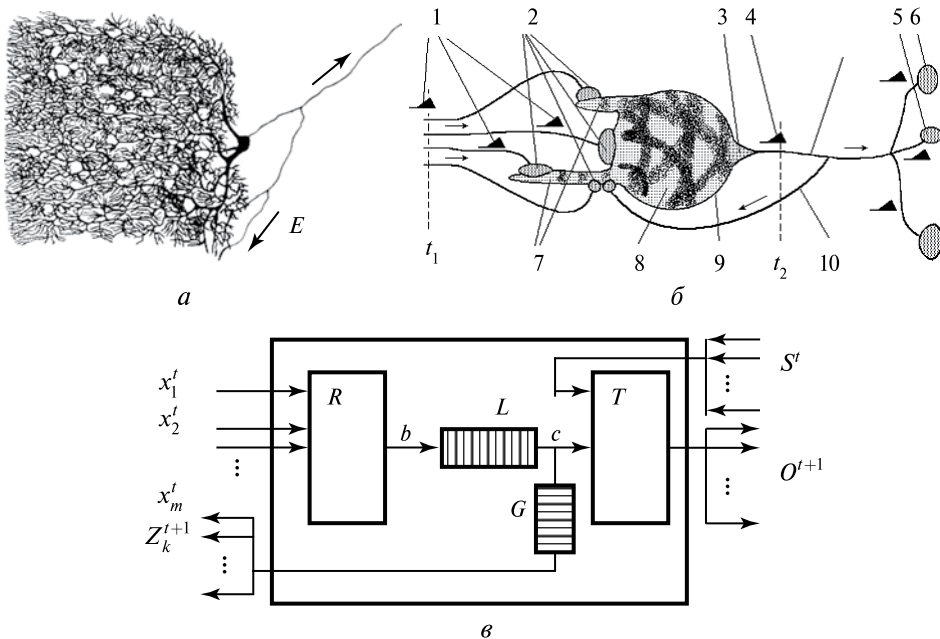 1 2 3 4 5 6
E
t₁ 7 8 9 t₂ 10
а б
x₁ᵗ
x₂ᵗ
⋮
xₘᵗ
Zₖᵗ⁺¹
⋮
R b L c G T
Sᵗ
⋮
Oᵗ⁺¹
⋮
в